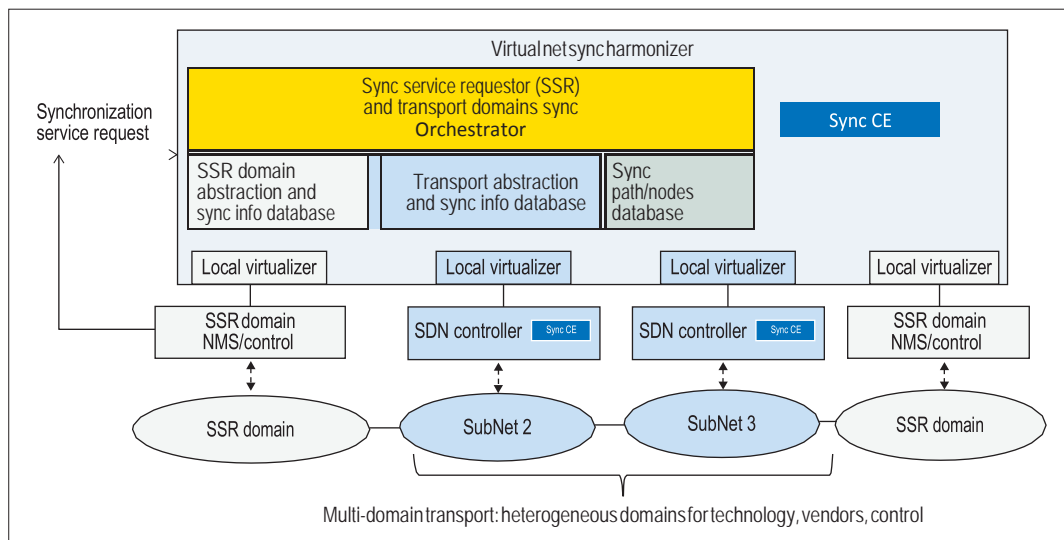 Virtual net sync harmonizer
Sync service requestor (SSR)
and transport domains sync
Orchestrator
Sync CE
Synchronization
service request
SSR domain
abstraction and
sync info database
Transport abstraction
and sync info database
Sync
path/nodes
database
Local virtualizer
Local virtualizer
Local virtualizer
Local virtualizer
SSR domain
NMS/control
SDN controller
Sync CE
SDN controller
Sync CE
SSR domain
NMS/control
SSR domain
SubNet 2
SubNet 3
SSR domain
Multi-domain transport: heterogeneous domains for technology, vendors, control